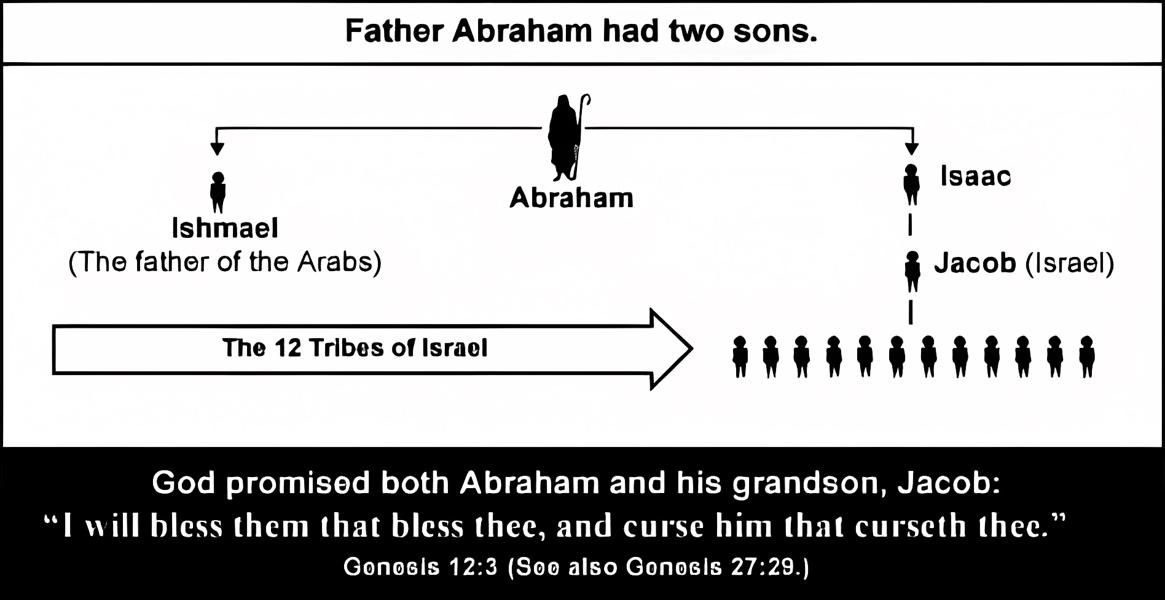 Father Abraham had two sons.
Abraham
Isaac
Ishmael
(The father of the Arabs)
Jacob (Israel)
The 12 Tribes of Israel
God promised both Abraham and his grandson, Jacob:
“I will bless them that bless thee, and curse him that curseth thee.”
Genesis 12:3 (See also Genesis 27:29.)